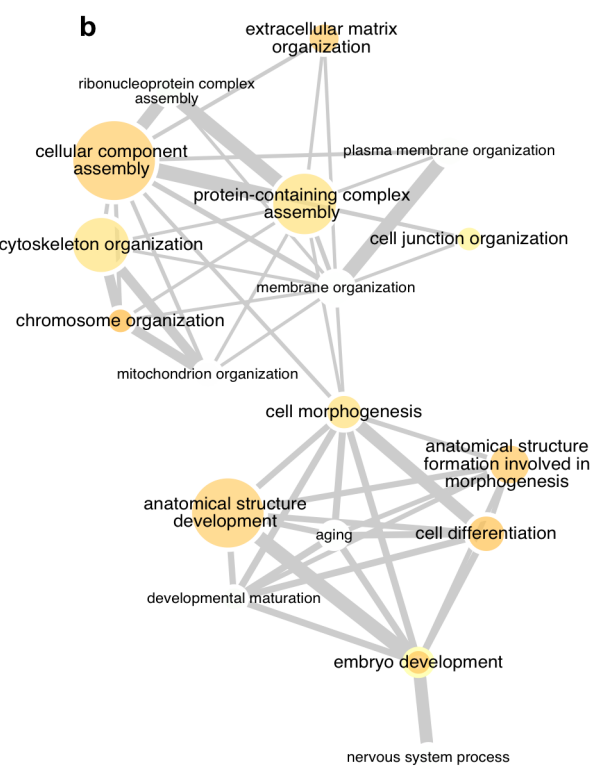 b
extracellular matrix
organization
ribonucleoprotein complex
assembly
cellular component
assembly
plasma membrane organization
protein-containing complex
assembly
cytoskeleton organization
cell junction organization
membrane organization
chromosome organization
mitochondrion organization
cell morphogenesis
anatomical structure
formation involved in
morphogenesis
anatomical structure
development
aging
cell differentiation
developmental maturation
embryo development
nervous system process